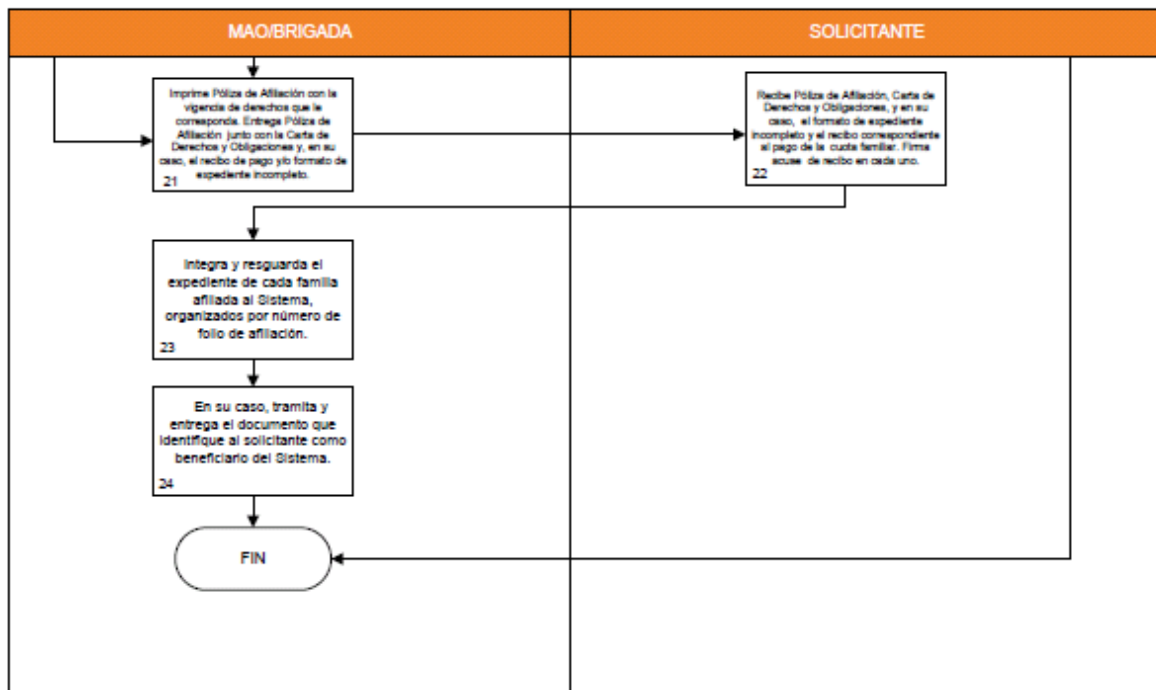 MAO/BRIGADA
SOLICITANTE
Imprime Póliza de Afiliación con la
vigencia de derechos que le
corresponda. Entrega Póliza de
Afiliación junto con la Carta de
Derechos y Obligaciones y, en su
caso, el recibo de pago y/o formato de
expediente incompleto.
21
Recibe Póliza de Afiliación, Carta de
Derechos y Obligaciones, y en su
caso, el formato de expediente
incompleto y el recibo correspondiente
al pago de la cuota familiar. Firma
acuse de recibo en cada uno.
22
Integra y resguarda el
expediente de cada familia
afiliada al Sistema,
organizados por número de
folio de afiliación.
23
En su caso, tramita y
entrega el documento que
identifique al solicitante como
beneficiario del Sistema.
24
FIN